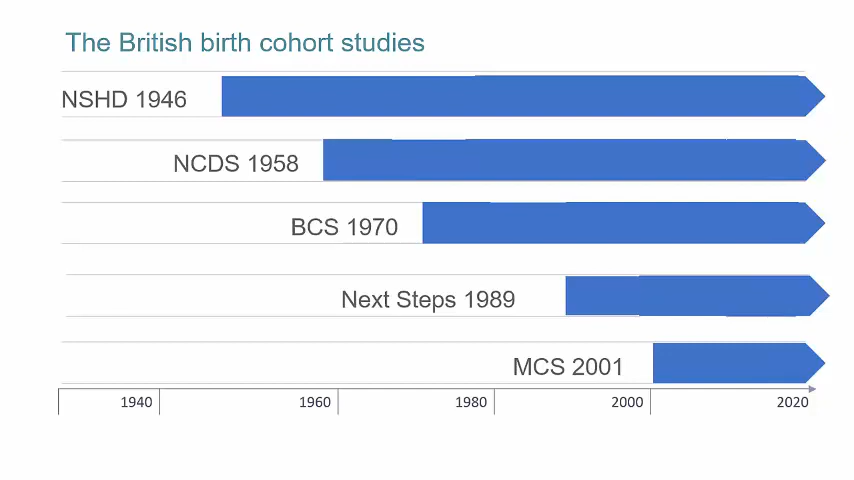 The British birth cohort studies
NSHD 1946
NCDS 1958
BCS 1970
Next Steps 1989
MCS 2001
1940 1960 1980 2000 2020